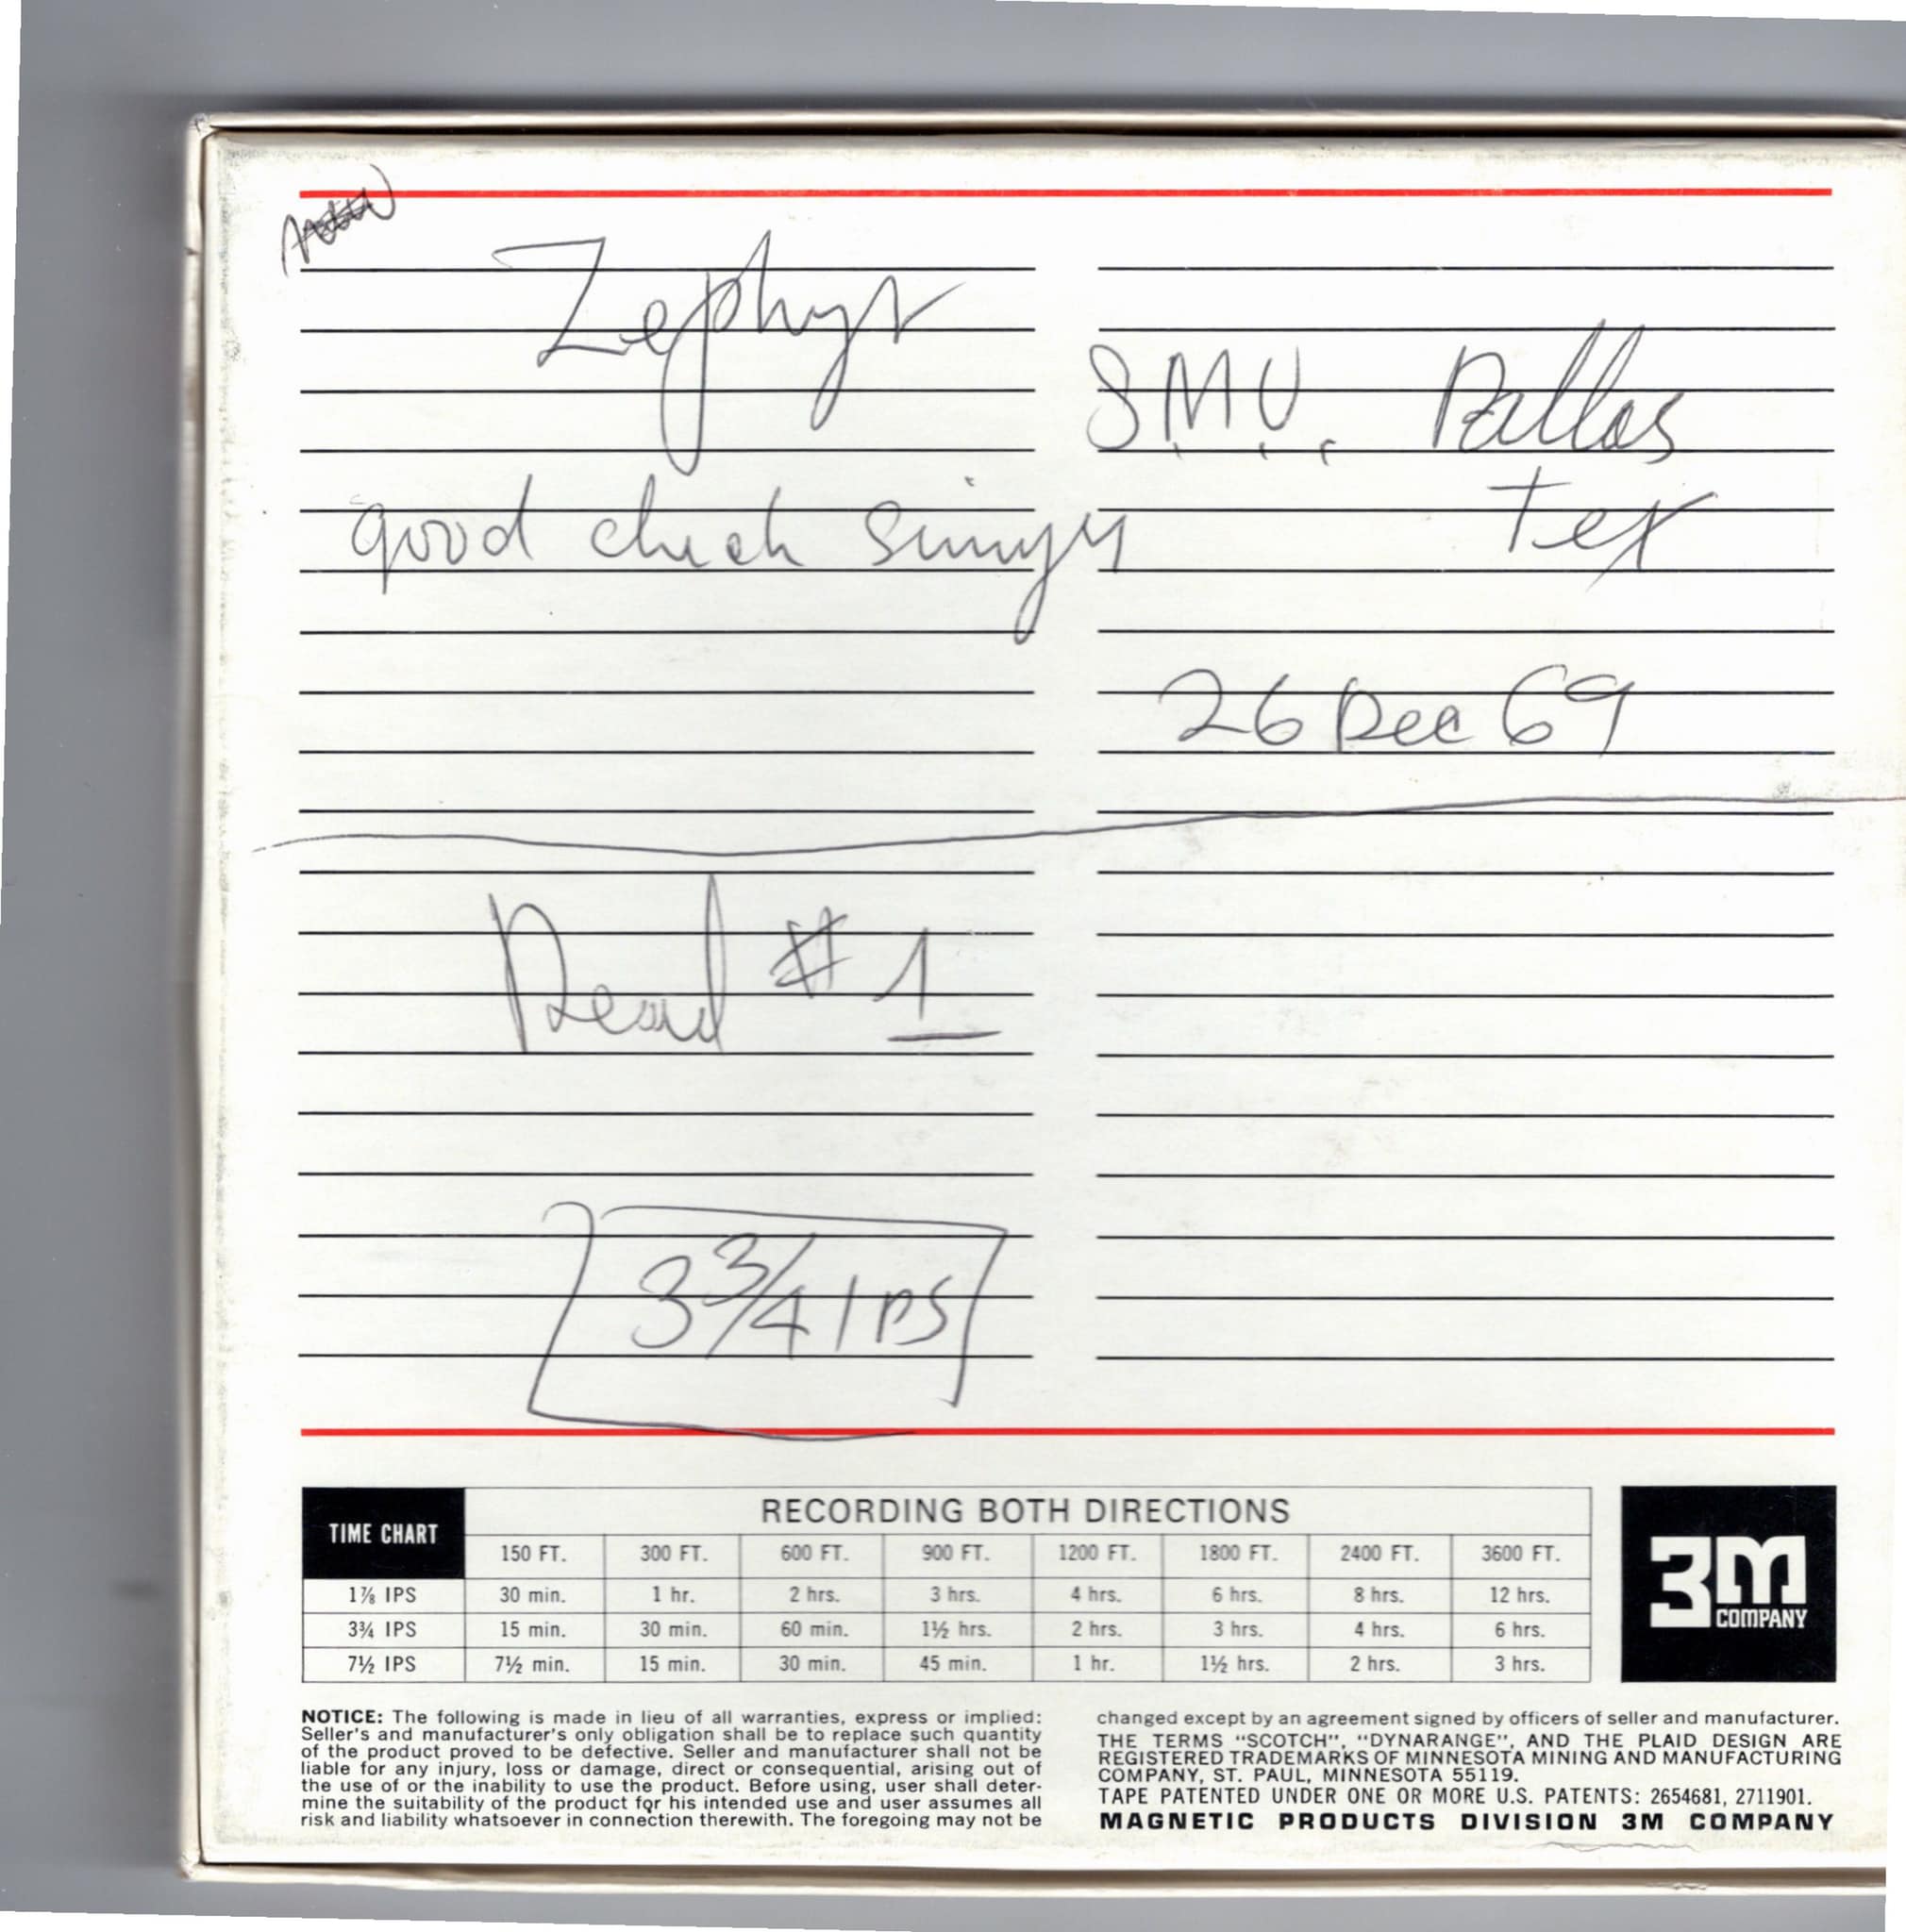 Zephyr
S.M.U. Dallas
Tex
good chick singer
26 Dec 69
Dead # 1
3 3/4 IPS
TIME CHART
RECORDING BOTH DIRECTIONS
150 FT. 300 FT. 600 FT. 900 FT. 1200 FT. 1800 FT. 2400 FT. 3600 FT.
1⅞ IPS 30 min. 1 hr. 2 hrs. 3 hrs. 4 hrs. 6 hrs. 8 hrs. 12 hrs.
3¾ IPS 15 min. 30 min. 60 min. 1½ hrs. 2 hrs. 3 hrs. 4 hrs. 6 hrs.
7½ IPS 7½ min. 15 min. 30 min. 45 min. 1 hr. 1½ hrs. 2 hrs. 3 hrs.
3M
COMPANY
NOTICE: The following is made in lieu of all warranties, express or implied:
Seller's and manufacturer's only obligation shall be to replace such quantity
of the product proved to be defective. Seller and manufacturer shall not be
liable for any injury, loss or damage, direct or consequential, arising out of
the use of or the inability to use the product. Before using, user shall deter-
mine the suitability of the product for his intended use and user assumes all
risk and liability whatsoever in connection therewith. The foregoing may not be
changed except by an agreement signed by officers of seller and manufacturer.
THE TERMS “SCOTCH”, “DYNARANGE”, AND THE PLAID DESIGN ARE
REGISTERED TRADEMARKS OF MINNESOTA MINING AND MANUFACTURING
COMPANY, ST. PAUL, MINNESOTA 55119.
TAPE PATENTED UNDER ONE OR MORE U.S. PATENTS: 2654681, 2711901.
MAGNETIC PRODUCTS DIVISION 3M COMPANY